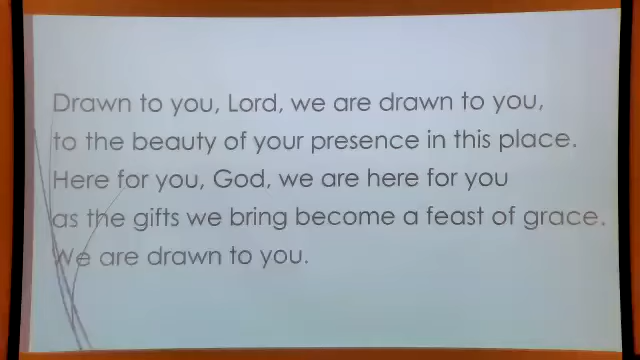 Drawn to you, Lord, we are drawn to you,
to the beauty of your presence in this place.
Here for you, God, we are here for you
as the gifts we bring become a feast of grace.
We are drawn to you.